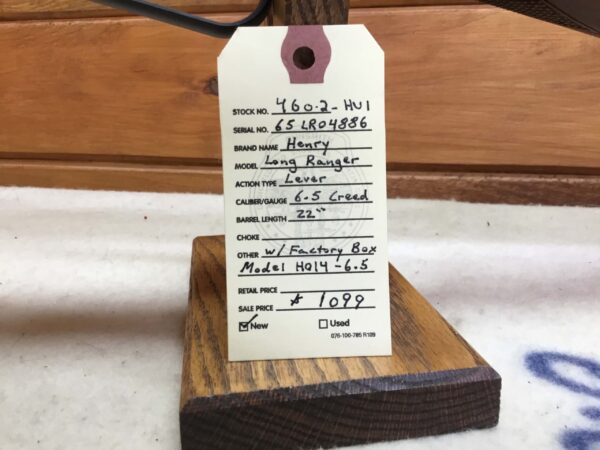 STOCK NO. 460.2-HU1
SERIAL NO. 65LR04886
BRAND NAME Henry
MODEL Long Ranger
ACTION TYPE Lever
CALIBER/GAUGE 6.5 Creed
BARREL LENGTH 22"
CHOKE
OTHER w/ Factory Box
Model H014-6.5
RETAIL PRICE
SALE PRICE $ 1099
New Used
076-100-785 R109